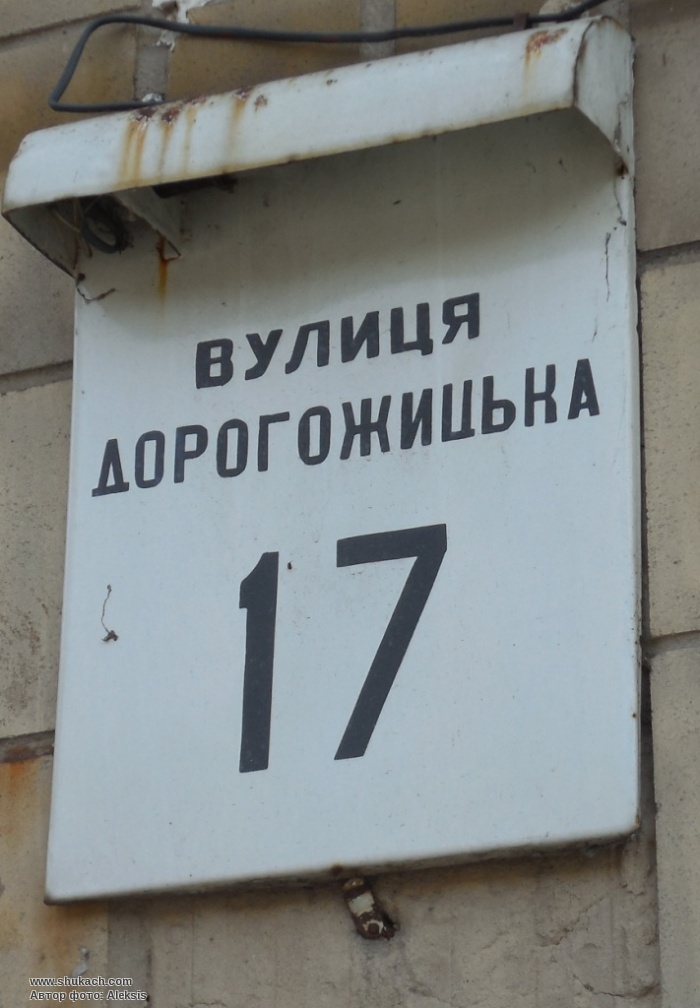 ВУЛИЦЯ
ДОРОГОЖИЦЬКА
17
www.shukach.com
Автор фото: Aleksis